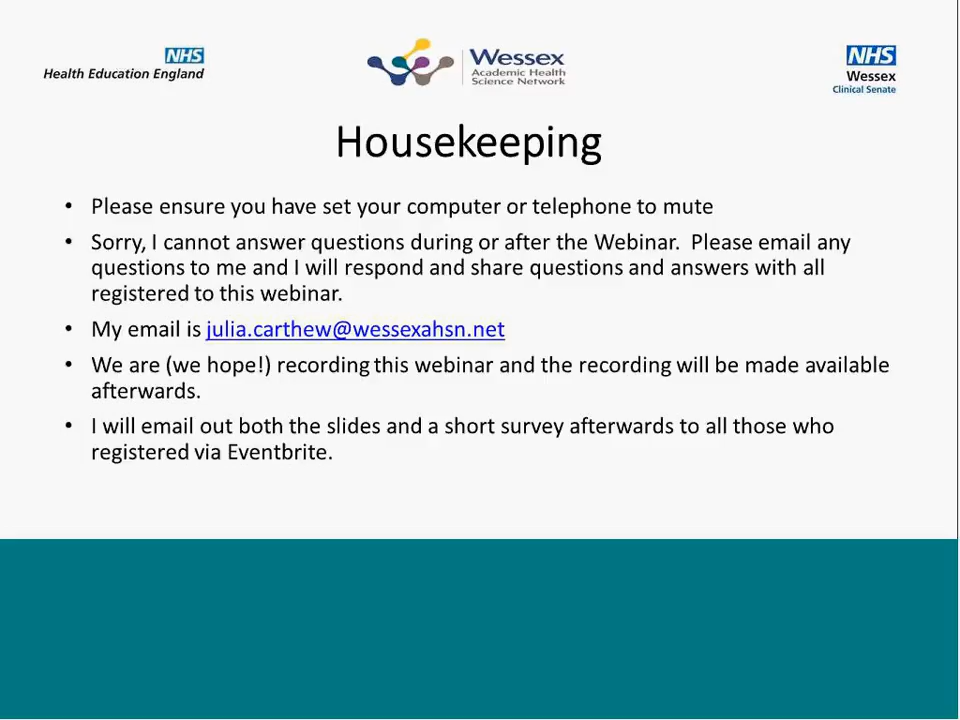 NHS
Health Education England
Wessex
Academic Health
Science Network
NHS
Wessex
Clinical Senate
Housekeeping
• Please ensure you have set your computer or telephone to mute
• Sorry, I cannot answer questions during or after the Webinar.  Please email any
questions to me and I will respond and share questions and answers with all
registered to this webinar.
• My email is julia.carthew@wessexahsn.net
• We are (we hope!) recording this webinar and the recording will be made available
afterwards.
• I will email out both the slides and a short survey afterwards to all those who
registered via Eventbrite.